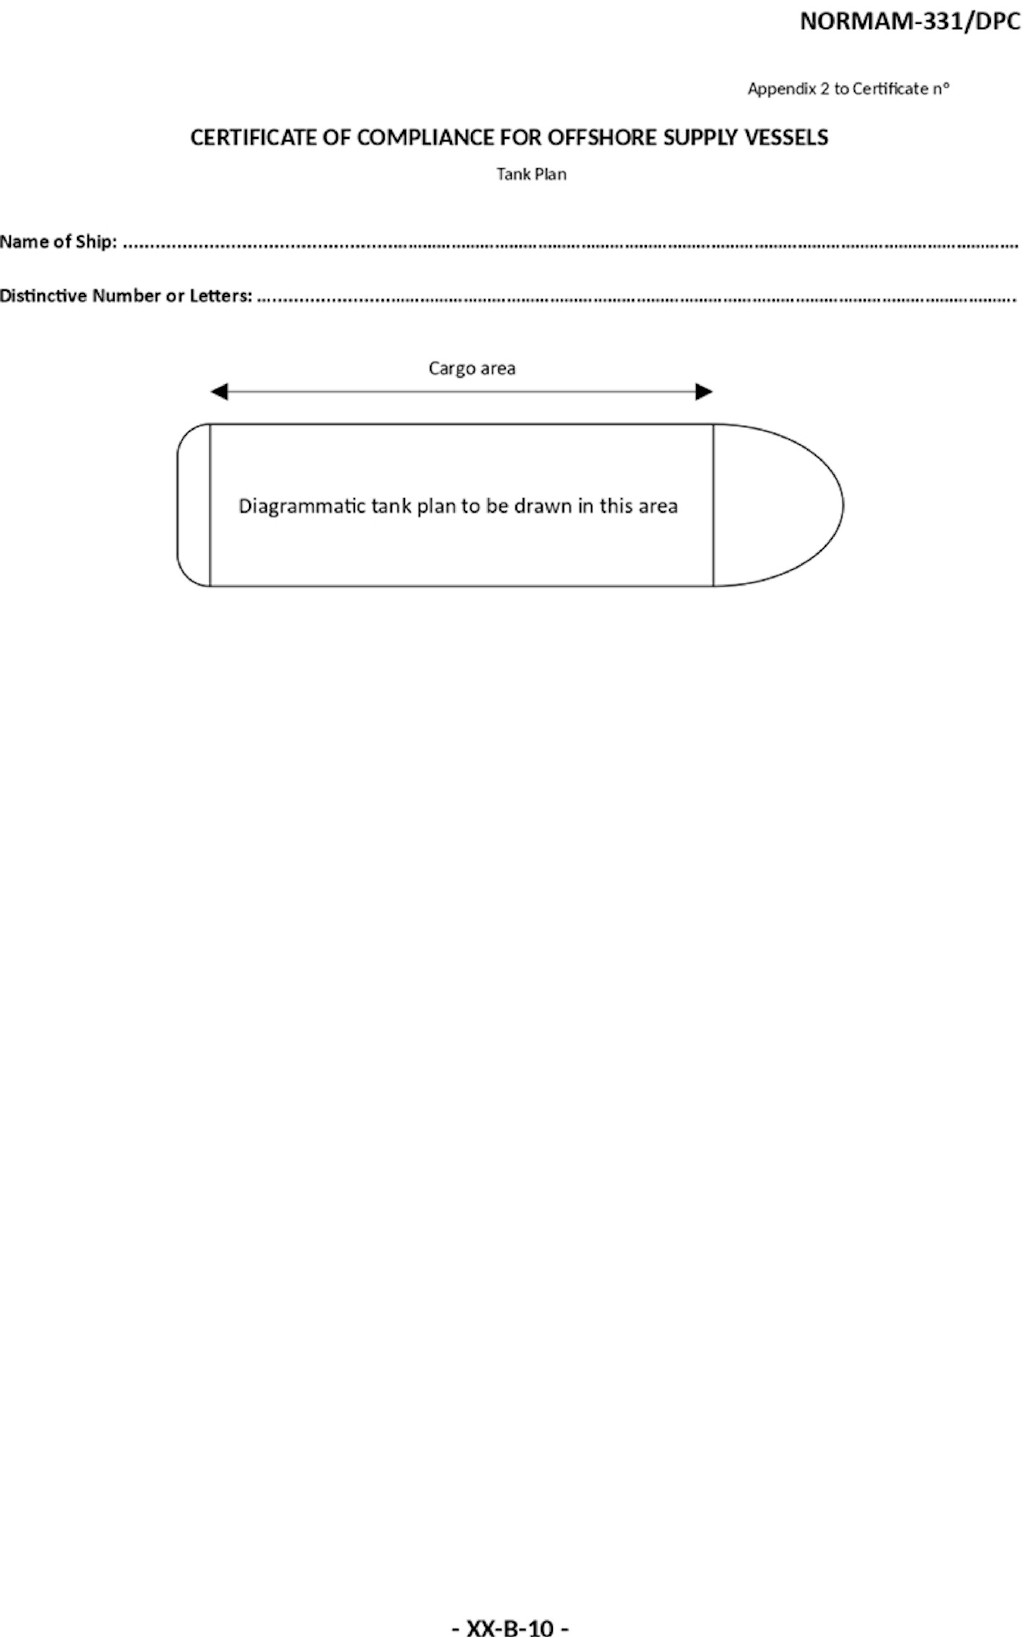 NORMAM-331/DPC
Appendix 2 to Certificate nº
CERTIFICATE OF COMPLIANCE FOR OFFSHORE SUPPLY VESSELS
Tank Plan
Name of Ship: ........................................................................................................................
Distinctive Number or Letters: ........................................................................................................................
Cargo area
Diagrammatic tank plan to be drawn in this area
- XX-B-10 -